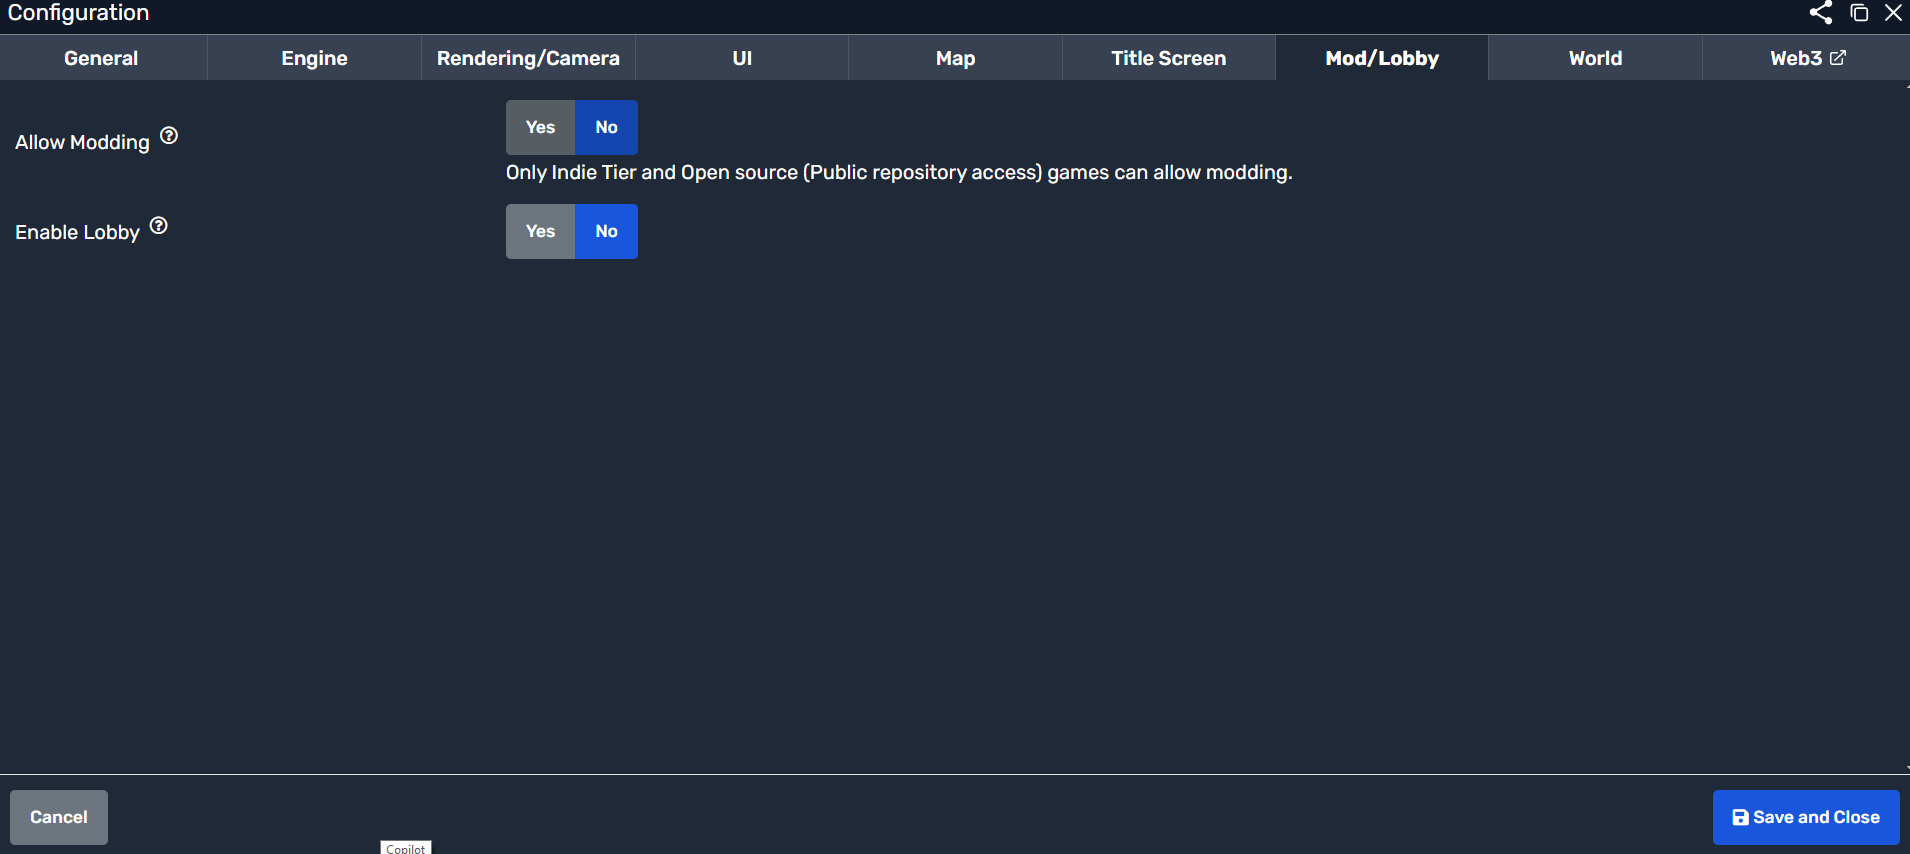 Configuration
General
Engine
Rendering/Camera
UI
Map
Title Screen
Mod/Lobby
World
Web3
Allow Modding
Yes
No
Only Indie Tier and Open source (Public repository access) games can allow modding.
Enable Lobby
Yes
No
Cancel
Copilot
Save and Close